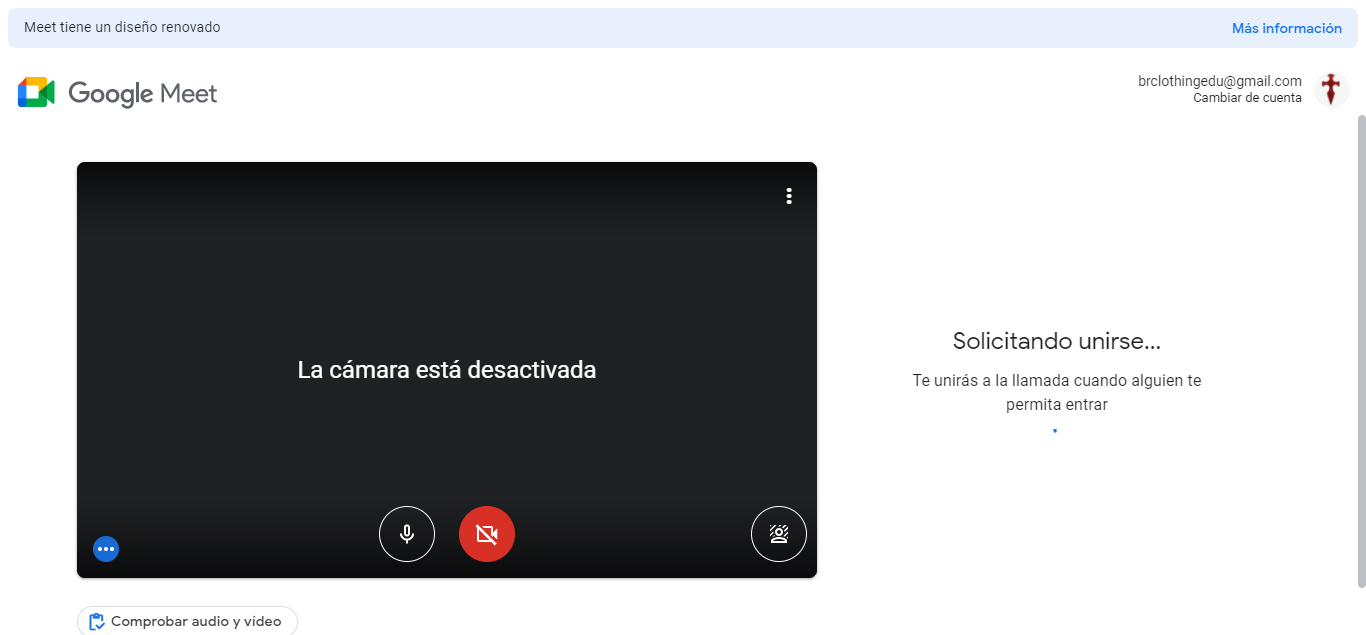 Meet tiene un diseño renovado
Más información
Google Meet
brclothingedu@gmail.com
Cambiar de cuenta
La cámara está desactivada
Solicitando unirse...
Te unirás a la llamada cuando alguien te
permita entrar
Comprobar audio y vídeo